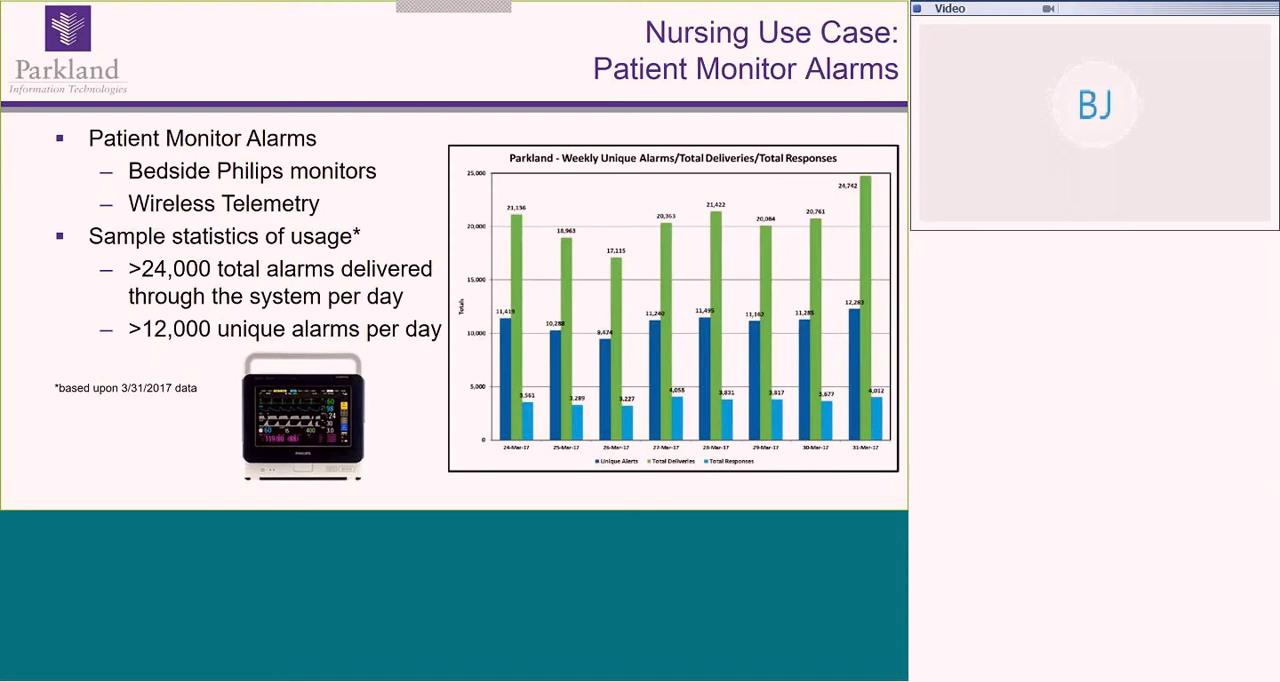 Parkland
Information Technologies
Nursing Use Case:
Patient Monitor Alarms
Video
BJ
▪ Patient Monitor Alarms
– Bedside Philips monitors
– Wireless Telemetry
▪ Sample statistics of usage*
– >24,000 total alarms delivered
through the system per day
– >12,000 unique alarms per day
*based upon 3/31/2017 data
PHILIPS
Parkland - Weekly Unique Alarms/Total Deliveries/Total Responses
Totals
25,000
20,000
15,000
10,000
5,000
0
11,419 21,136 3,561
10,288 18,963 3,289
9,474 17,115 3,227
11,240 20,363 4,058
11,495 21,422 3,831
11,162 20,084 3,817
11,285 20,761 3,677
12,283 24,742 4,012
24-Mar-17 25-Mar-17 26-Mar-17 27-Mar-17 28-Mar-17 29-Mar-17 30-Mar-17 31-Mar-17
Unique Alerts Total Deliveries Total Responses